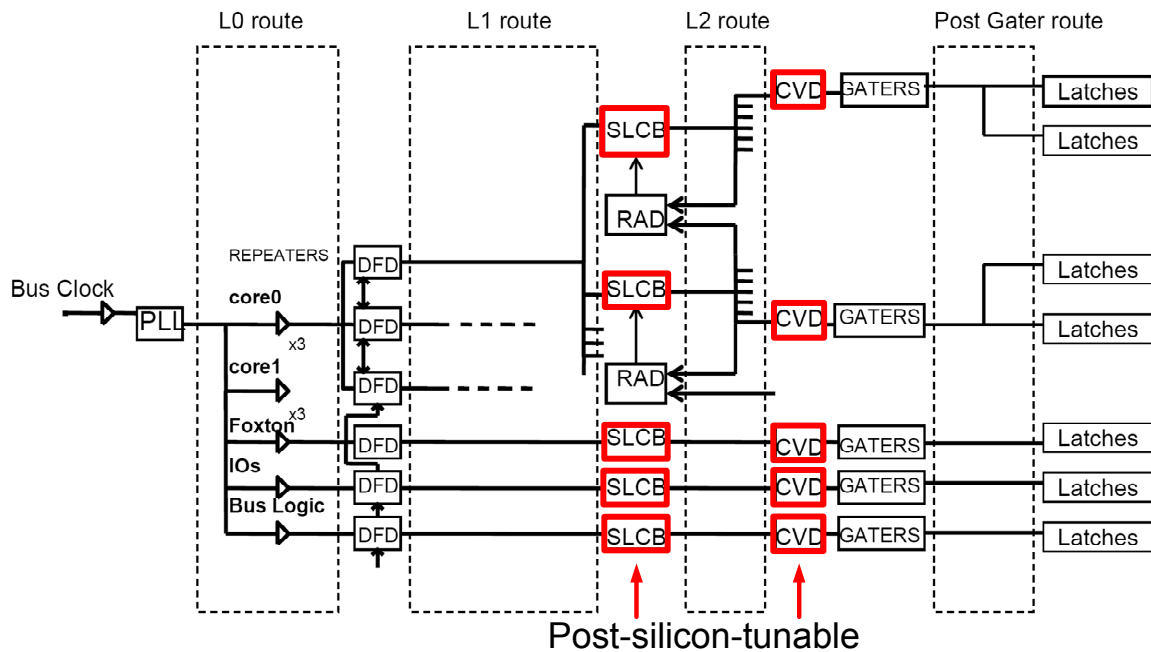 L0 route
L1 route
L2 route
Post Gater route
CVD
GATERS
Latches
SLCB
Latches
RAD
REPEATERS
DFD
Latches
Bus Clock
core0
SLCB
PLL
x3
DFD
CVD
GATERS
Latches
core1
DFD
RAD
x3
Foxton
DFD
SLCB
CVD
GATERS
Latches
IOs
DFD
SLCB
CVD
GATERS
Latches
Bus Logic
DFD
SLCB
CVD
GATERS
Latches
Post-silicon-tunable